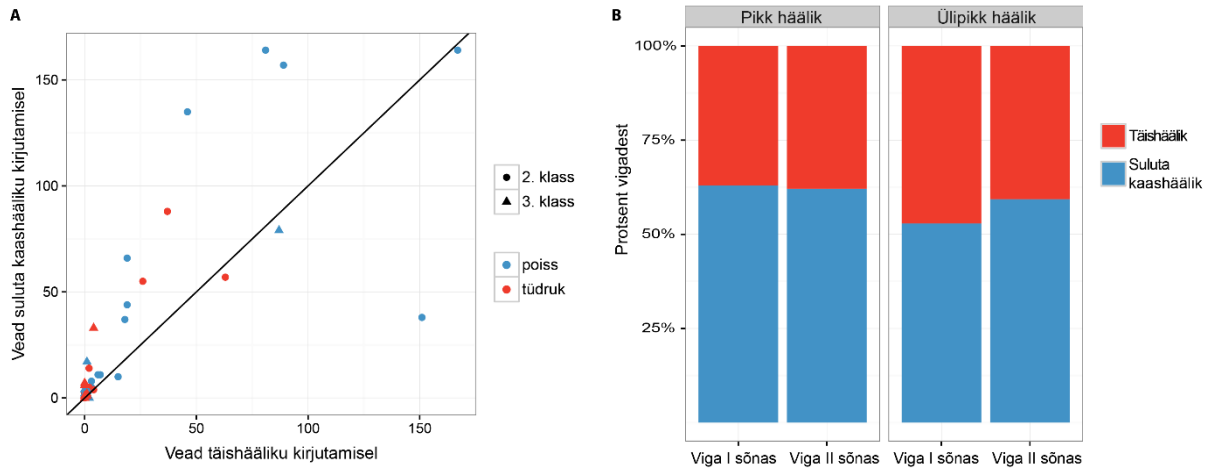 A
Vead suluta kaashääliku kirjutamisel
150
100
50
0
0
50
100
150
Vead täishääliku kirjutamisel
2. klass
3. klass
poiss
tüdruk
B
Pikk häälik
Ülipikk häälik
Protsent vigadest
100%
75%
50%
25%
Viga I sõnas
Viga II sõnas
Viga I sõnas
Viga II sõnas
Täishäälik
Suluta
kaashäälik